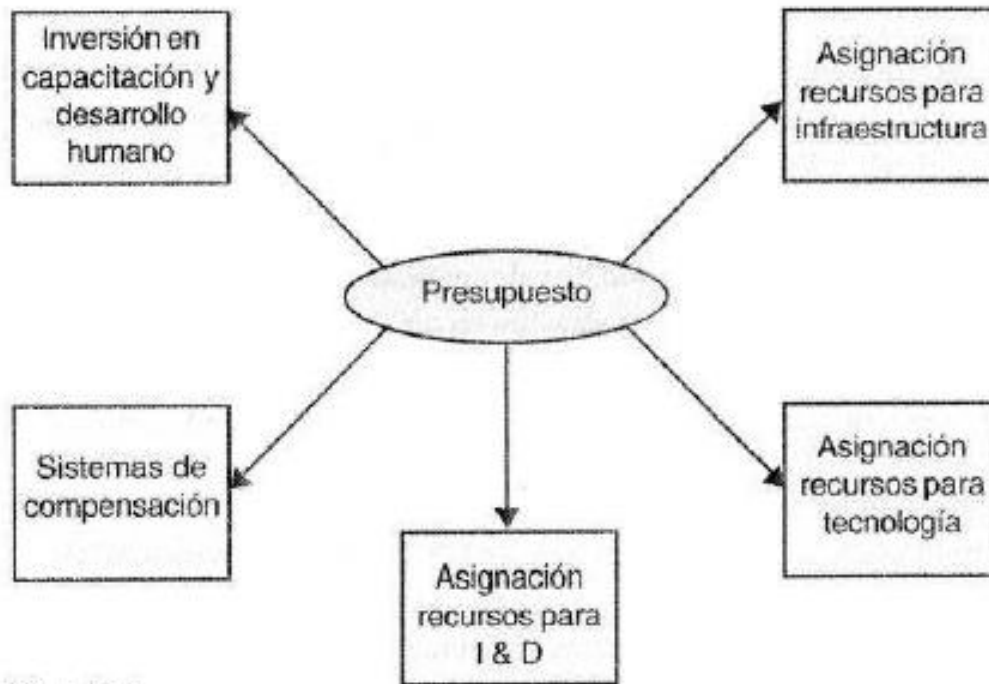 Inversión en
capacitación y
desarrollo
humano
Asignación
recursos para
infraestructura
Presupuesto
Sistemas de
compensación
Asignación
recursos para
tecnología
Asignación
recursos para
I & D